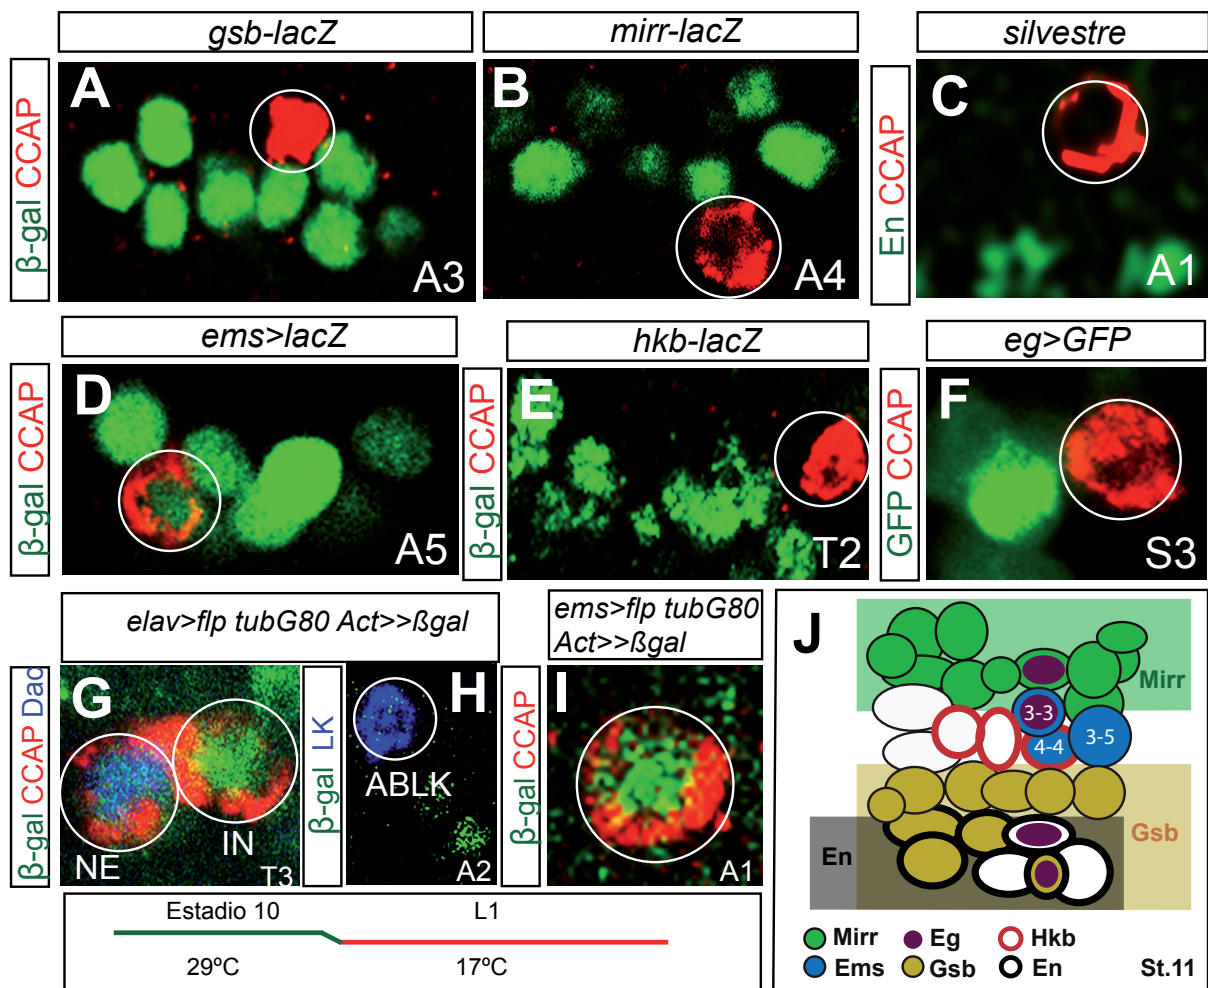 gsb-lacZ
mirr-lacZ
silvestre
β-gal CCAP
A
A3
B
A4
En CCAP
C
A1
ems>lacZ
hkb-lacZ
eg>GFP
β-gal CCAP
D
A5
β-gal CCAP
E
T2
GFP CCAP
F
S3
elav>flp tubG80 Act>>ßgal
ems>flp tubG80
Act>>ßgal
β-gal CCAP Dac
G
NE
IN
T3
β-gal LK
H
ABLK
A2
β-gal CCAP
I
A1
J
Mirr
3-3
4-4
3-5
Gsb
En
Mirr
Eg
Hkb
Ems
Gsb
En
St.11
Estadio 10
L1
29ºC
17ºC